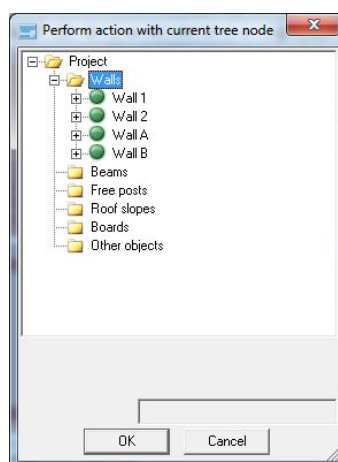 Perform action with current tree node
Project
Walls
Wall 1
Wall 2
Wall A
Wall B
Beams
Free posts
Roof slopes
Boards
Other objects
OK Cancel